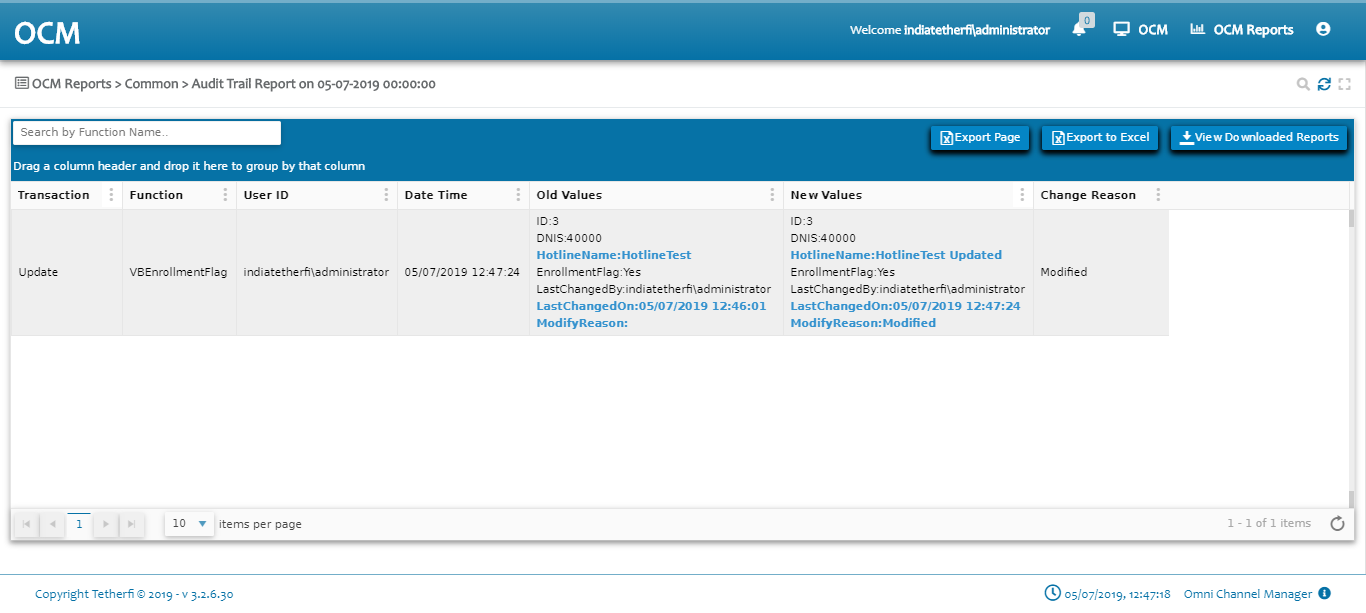 OCM
Welcome indiatetherfi\administrator
0
OCM
OCM Reports
OCM Reports > Common > Audit Trail Report on 05-07-2019 00:00:00
Search by Function Name..
Export Page
Export to Excel
View Downloaded Reports
Drag a column header and drop it here to group by that column
Transaction Function User ID Date Time Old Values New Values Change Reason
Update
VBEnrollmentFlag
indiatetherfi\administrator
05/07/2019 12:47:24
ID:3
DNIS:40000
HotlineName:HotlineTest
EnrollmentFlag:Yes
LastChangedBy:indiatetherfi\administrator
LastChangedOn:05/07/2019 12:46:01
ModifyReason:
ID:3
DNIS:40000
HotlineName:HotlineTest Updated
EnrollmentFlag:Yes
LastChangedBy:indiatetherfi\administrator
LastChangedOn:05/07/2019 12:47:24
ModifyReason:Modified
Modified
1
10
items per page
1 - 1 of 1 items
Copyright Tetherfi © 2019 - v 3.2.6.30
05/07/2019, 12:47:18
Omni Channel Manager